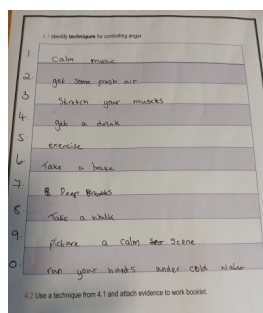 4.1 Identify techniques for controlling anger
1. Calm music
2. get some fresh air
3 Stretch your muscles
4. get a drink
5. exercise
6. Take a brake
7. Deep Breaths
8. Take a walk
9. picture a calm scene
0. run your hands under cold water
4.2 Use a technique from 4.1 and attach evidence to work booklet.